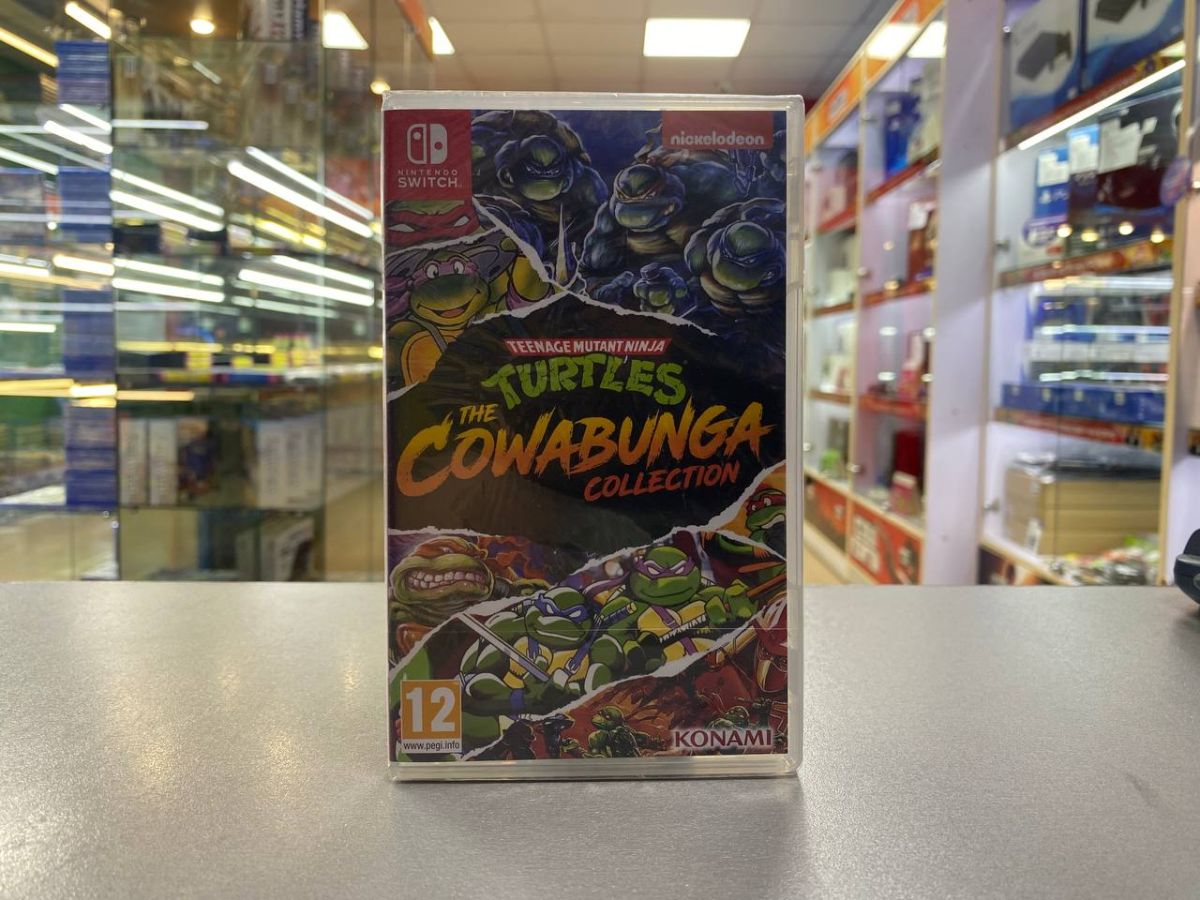 NINTENDO
SWITCH
nickelodeon
TEENAGE MUTANT NINJA
TURTLES
THE
COWABUNGA
COLLECTION
12
www.pegi.info
KONAMI